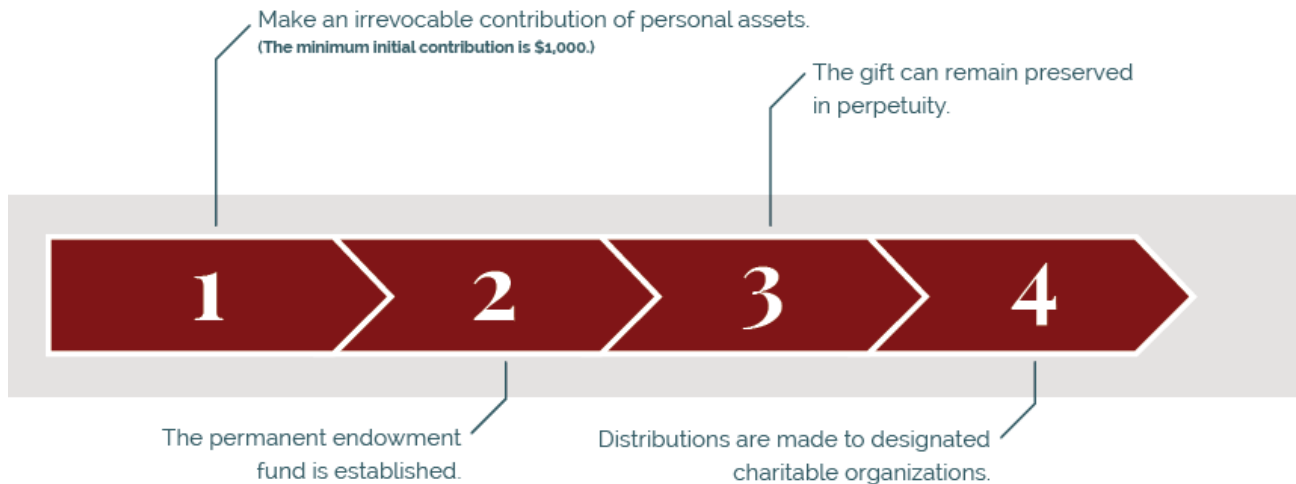 Make an irrevocable contribution of personal assets.
(The minimum initial contribution is $1,000.)
The gift can remain preserved
in perpetuity.
1
2
3
4
The permanent endowment
fund is established.
Distributions are made to designated
charitable organizations.